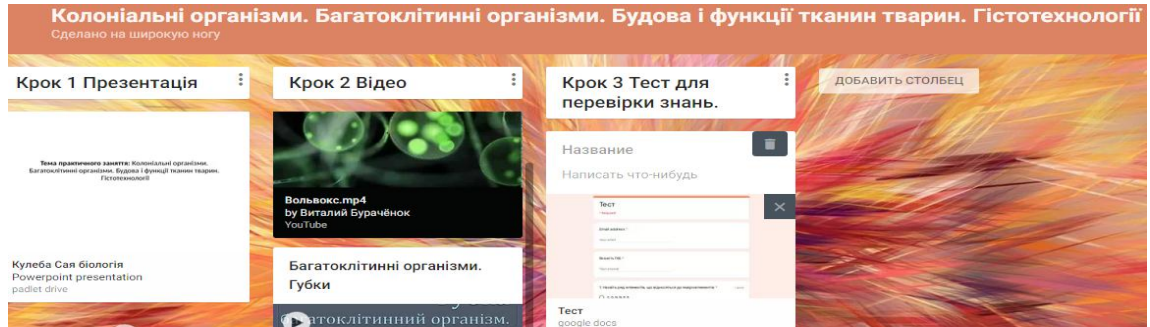 Колоніальні організми. Багатоклітинні організми. Будова і функції тканин тварин. Гістотехнології
Сделано на широкую ногу
Крок 1 Презентація
Тема практичного заняття: Колоніальні організми.
Багатоклітинні організми. Будова і функції тканин тварин.
Гістотехнології
Кулеба Сая біологія
Powerpoint presentation
padlet drive
Крок 2 Відео
Вольвокс.mp4
by Виталий Бурачёнок
YouTube
Багатоклітинні організми.
Губки
Крок 3 Тест для
перевірки знань.
Название
Написать что-нибудь
Тест
Тест
google docs
ДОБАВИТЬ СТОЛБЕЦ